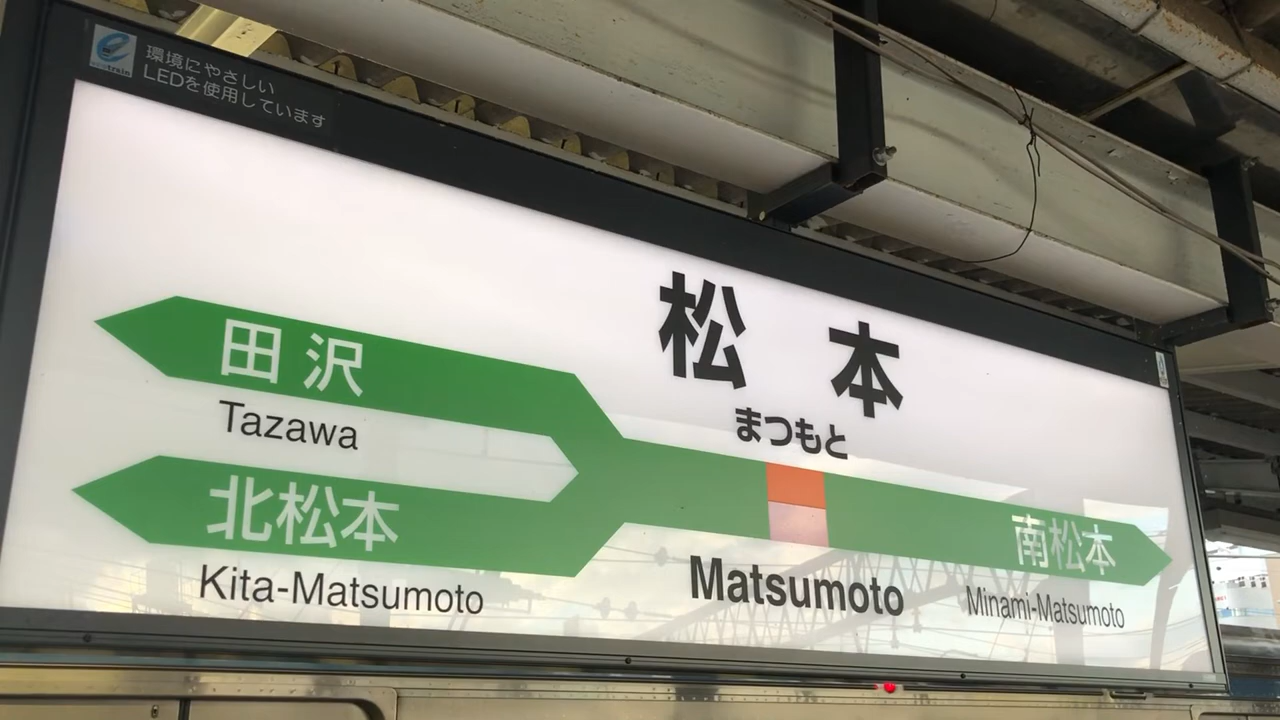 環境にやさしい
LEDを使用しています
松本
まつもと
田沢
Tazawa
北松本
Kita-Matsumoto
Matsumoto
南松本
Minami-Matsumoto